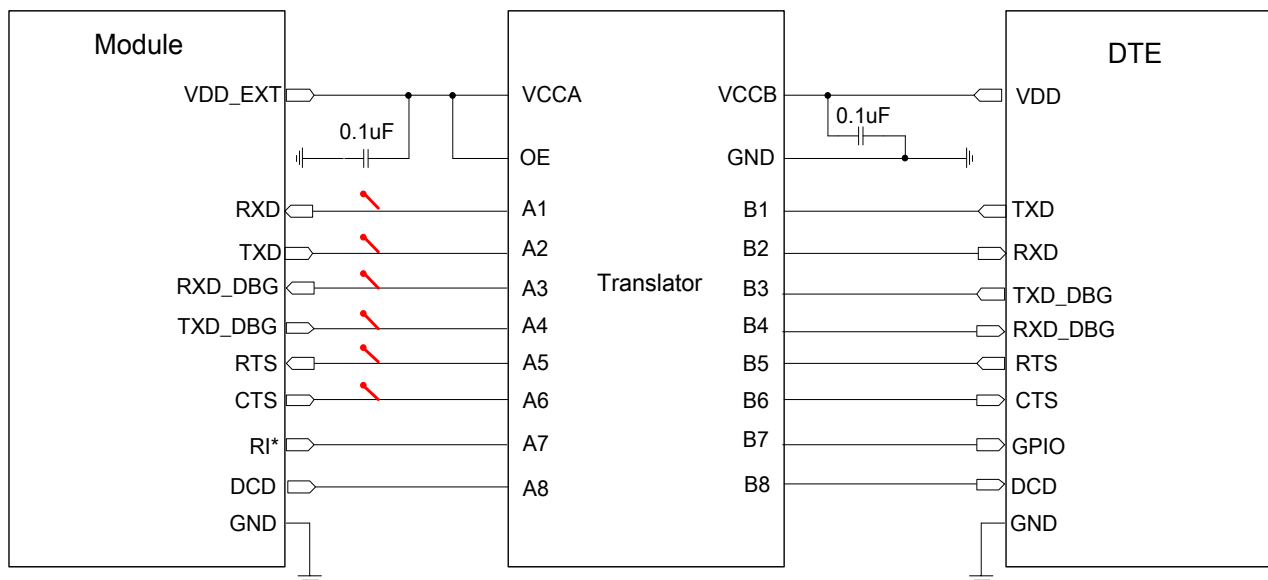 Module
DTE
VDD_EXT
VCCA
VCCB
VDD
0.1uF
0.1uF
OE
GND
RXD
A1
B1
TXD
TXD
A2
B2
RXD
RXD_DBG
A3
Translator
B3
TXD_DBG
TXD_DBG
A4
B4
RXD_DBG
RTS
A5
B5
RTS
CTS
A6
B6
CTS
RI*
A7
B7
GPIO
DCD
A8
B8
DCD
GND
GND